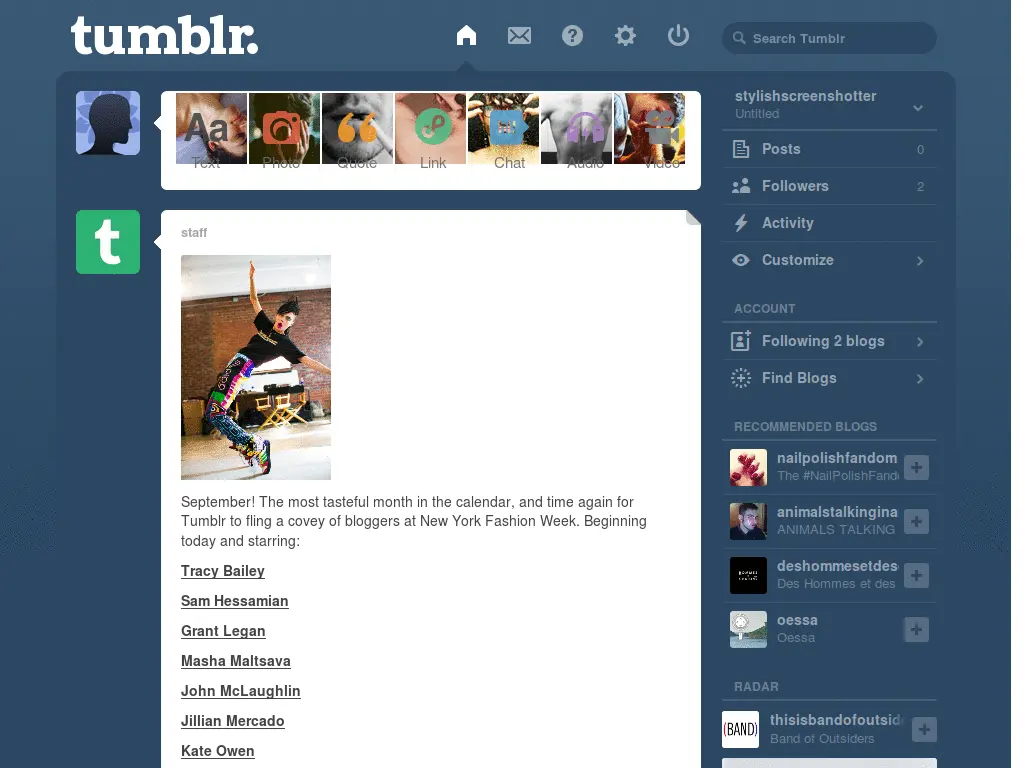 tumblr.
Search Tumblr
Aa
Text
Photo
Quote
Link
Chat
Audio
Video
staff
September! The most tasteful month in the calendar, and time again for
Tumblr to fling a covey of bloggers at New York Fashion Week. Beginning
today and starring:
Tracy Bailey
Sam Hessamian
Grant Legan
Masha Maltsava
John McLaughlin
Jillian Mercado
Kate Owen
stylishscreenshotter
Untitled
Posts 0
Followers 2
Activity
Customize
ACCOUNT
Following 2 blogs
Find Blogs
RECOMMENDED BLOGS
nailpolishfandom
The #NailPolishFand
animalstalkingina
ANIMALS TALKING
deshommesetdes
Des Hommes et des
oessa
Oessa
RADAR
(BAND)
thisisbandofoutsid
Band of Outsiders